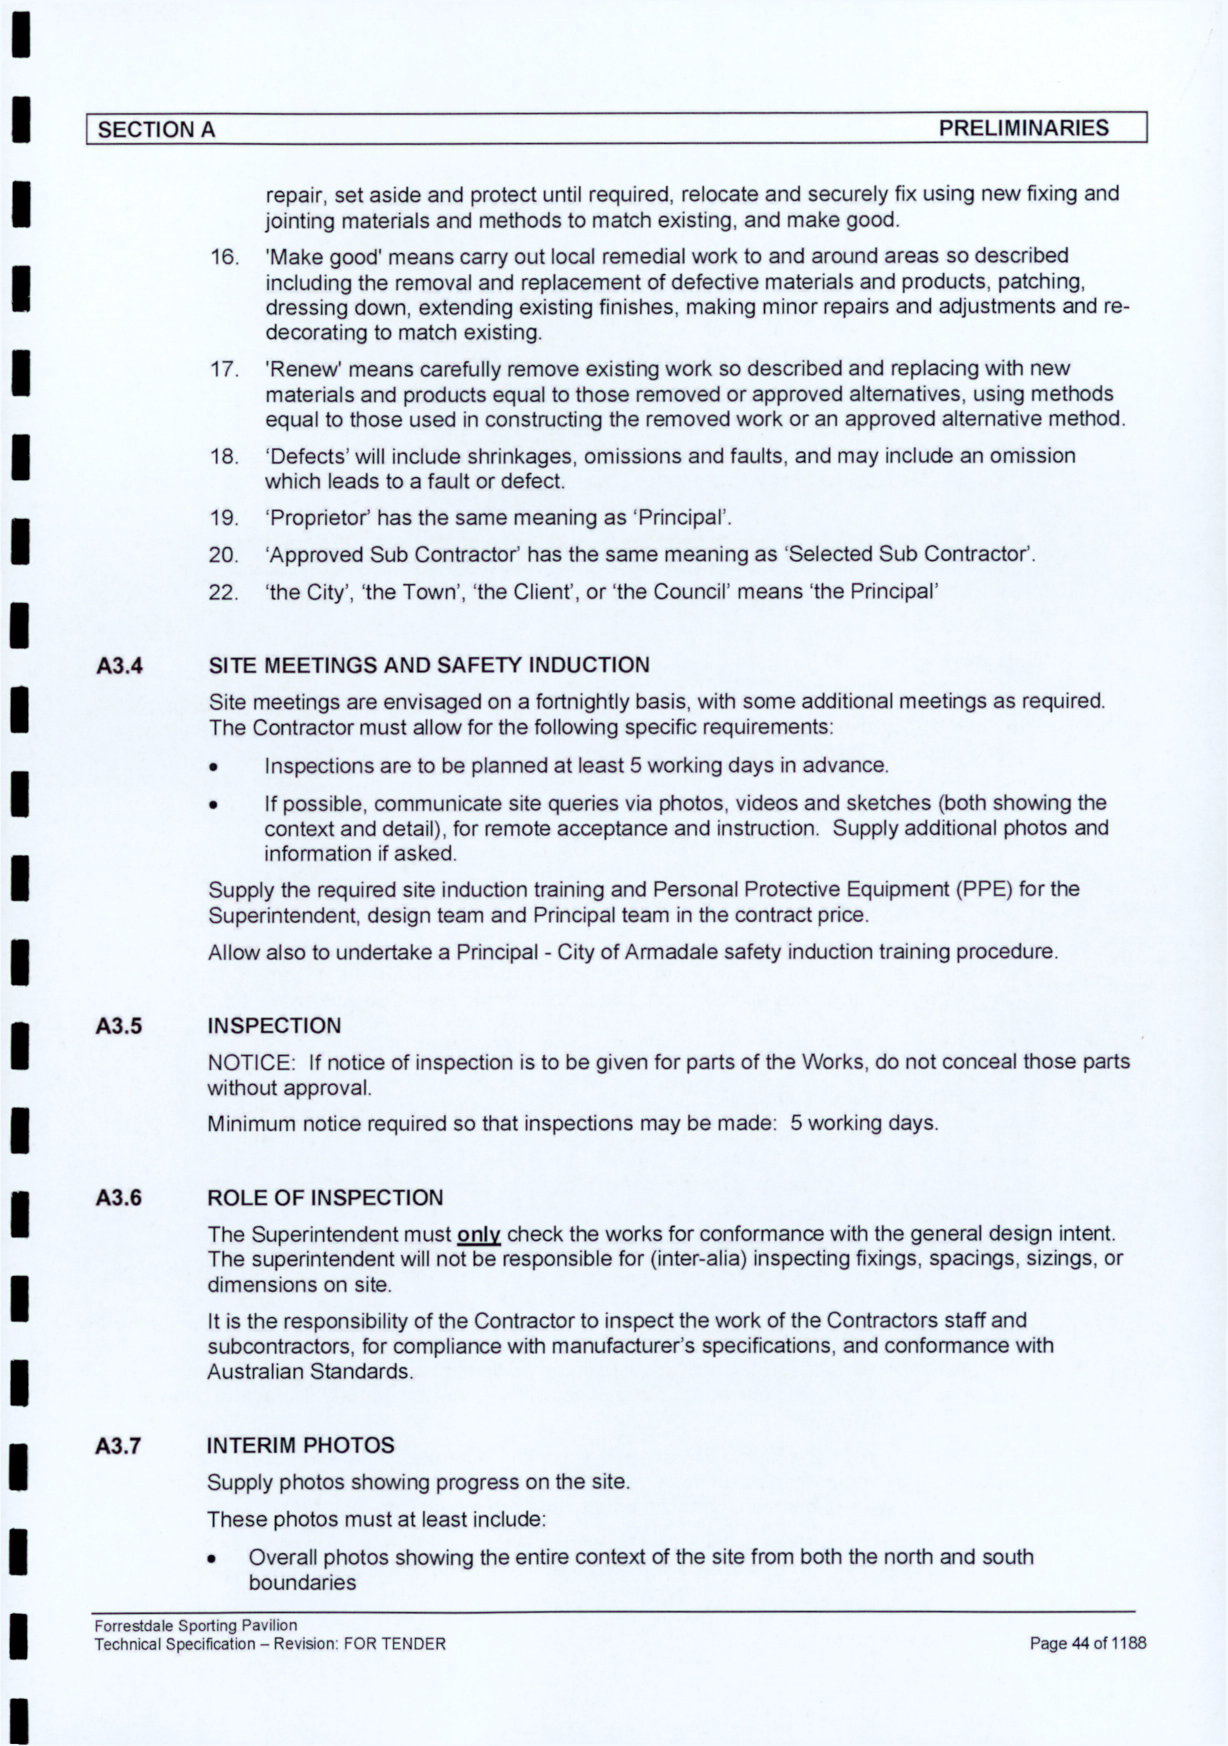 SECTION A PRELIMINARIES
repair, set aside and protect until required, relocate and securely fix using new fixing and
jointing materials and methods to match existing, and make good.
16. 'Make good' means carry out local remedial work to and around areas so described
including the removal and replacement of defective materials and products, patching,
dressing down, extending existing finishes, making minor repairs and adjustments and re-
decorating to match existing.
17. 'Renew' means carefully remove existing work so described and replacing with new
materials and products equal to those removed or approved alternatives, using methods
equal to those used in constructing the removed work or an approved alternative method.
18. ‘Defects’ will include shrinkages, omissions and faults, and may include an omission
which leads to a fault or defect.
19. ‘Proprietor’ has the same meaning as ‘Principal’.
20. ‘Approved Sub Contractor’ has the same meaning as ‘Selected Sub Contractor’.
22. ‘the City’, ‘the Town’, ‘the Client’, or ‘the Council’ means ‘the Principal’
A3.4 SITE MEETINGS AND SAFETY INDUCTION
Site meetings are envisaged on a fortnightly basis, with some additional meetings as required.
The Contractor must allow for the following specific requirements:
• Inspections are to be planned at least 5 working days in advance.
• If possible, communicate site queries via photos, videos and sketches (both showing the
context and detail), for remote acceptance and instruction. Supply additional photos and
information if asked.
Supply the required site induction training and Personal Protective Equipment (PPE) for the
Superintendent, design team and Principal team in the contract price.
Allow also to undertake a Principal - City of Armadale safety induction training procedure.
A3.5 INSPECTION
NOTICE: If notice of inspection is to be given for parts of the Works, do not conceal those parts
without approval.
Minimum notice required so that inspections may be made: 5 working days.
A3.6 ROLE OF INSPECTION
The Superintendent must only check the works for conformance with the general design intent.
The superintendent will not be responsible for (inter-alia) inspecting fixings, spacings, sizings, or
dimensions on site.
It is the responsibility of the Contractor to inspect the work of the Contractors staff and
subcontractors, for compliance with manufacturer’s specifications, and conformance with
Australian Standards.
A3.7 INTERIM PHOTOS
Supply photos showing progress on the site.
These photos must at least include:
• Overall photos showing the entire context of the site from both the north and south
boundaries
Forrestdale Sporting Pavilion
Technical Specification – Revision: FOR TENDER Page 44 of 1188